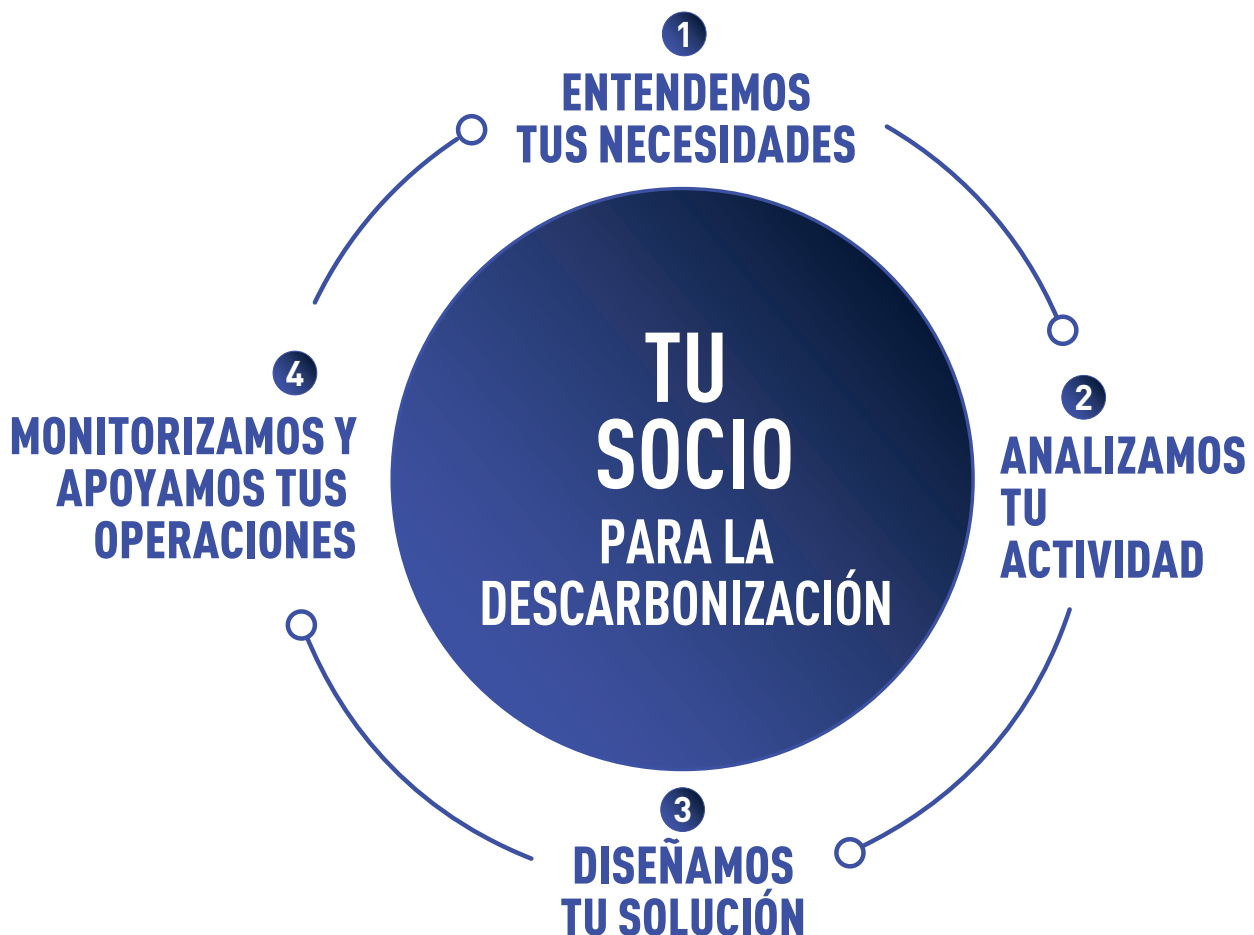 1
ENTENDEMOS
TUS NECESIDADES
2
ANALIZAMOS
TU
ACTIVIDAD
3
DISEÑAMOS
TU SOLUCIÓN
4
MONITORIZAMOS Y
APOYAMOS TUS
OPERACIONES
TU
SOCIO
PARA LA
DESCARBONIZACIÓN